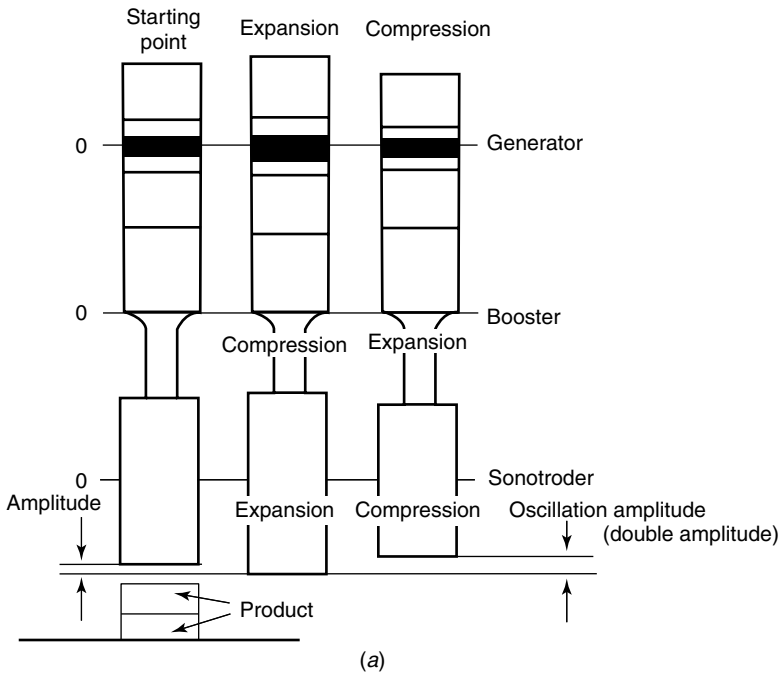 Starting
point
Expansion
Compression
0
Generator
0
Booster
Compression
Expansion
0
Sonotroder
Amplitude
Expansion
Compression
Oscillation amplitude
(double amplitude)
Product
(a)